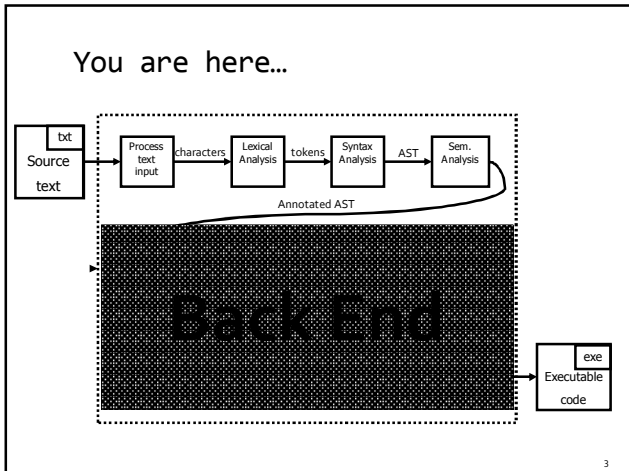 You are here…
txt
Source
text
Process
text
input
characters
Lexical
Analysis
tokens
Syntax
Analysis
AST
Sem.
Analysis
Annotated AST
Back End
exe
Executable
code
3